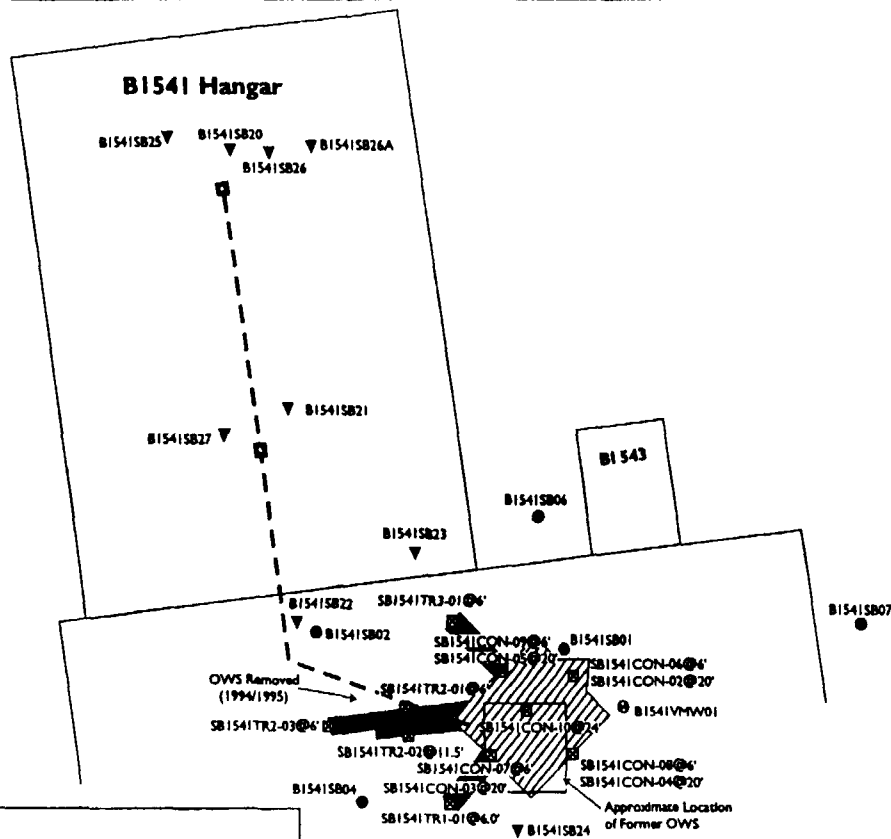 B1541 Hangar
B1541SB20
B1541SB25
B1541SB26A
B1541SB26
B1541SB21
B1541SB27
B1543
B1541SB06
B1541SB23
B1541SB22
SB1541TR3-01@6'
B1541SB07
B1541SB02
SB1541CON-09@6'
B1541SB01
SB1541CON-05@20'
SB1541CON-06@6'
SB1541CON-02@20'
OWS Removed
(1994/1995)
SB1541TR2-01@6'
B1541VMW01
SB1541TR2-03@6'
SB1541CON-10@24'
SB1541TR2-02@11.5'
SB1541CON-07@6'
SB1541CON-08@6'
SB1541CON-04@20'
B1541SB04
SB1541CON-03@20'
SB1541TR1-01@6.0'
Approximate Location
of Former OWS
B1541SB24